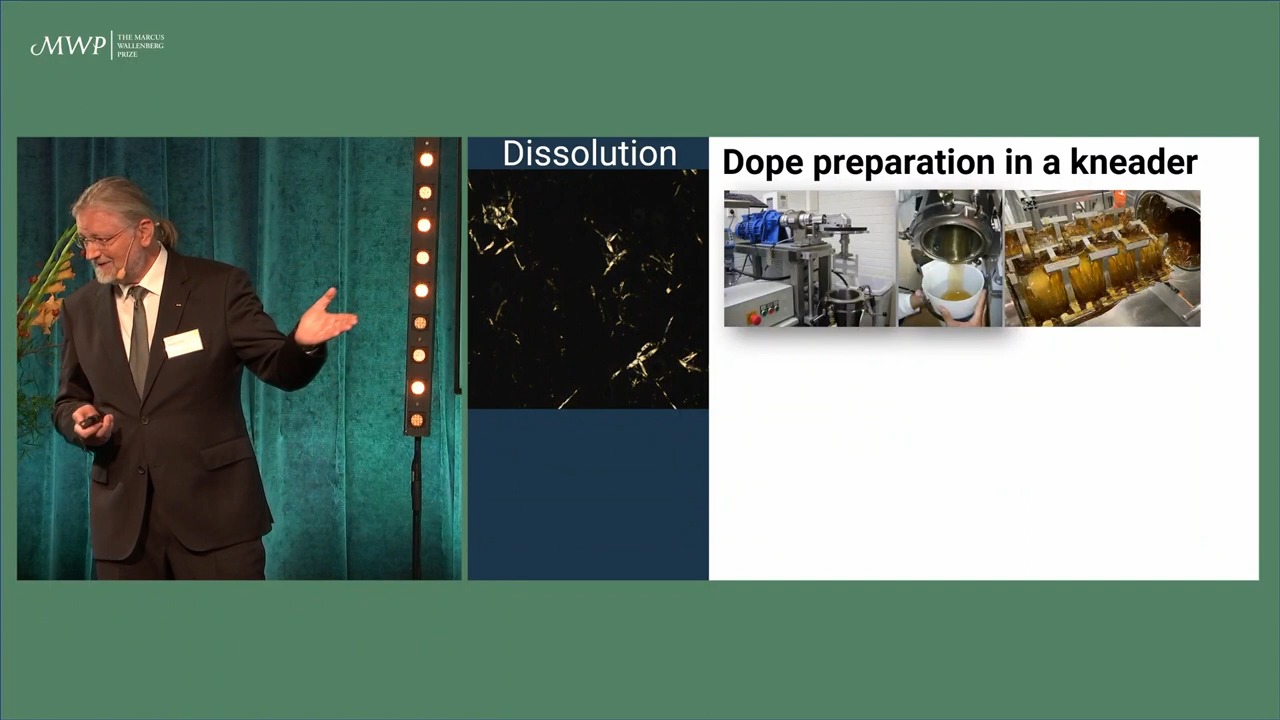 MWP
THE MARCUS
WALLENBERG
PRIZE
Dissolution
Dope preparation in a kneader